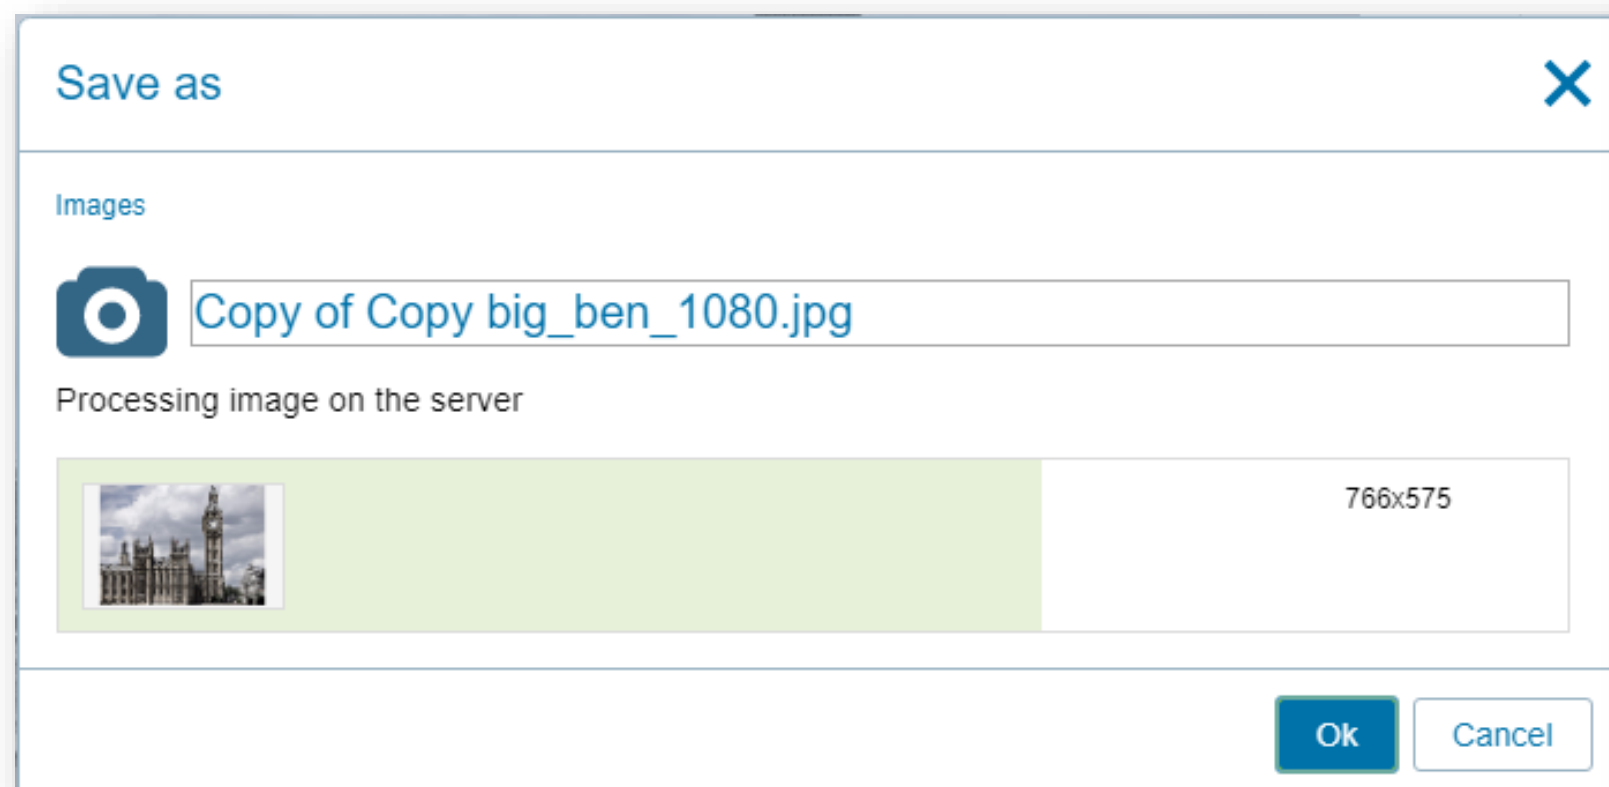 Save as
Images
Copy of Copy big_ben_1080.jpg
Processing image on the server
766x575
Ok
Cancel